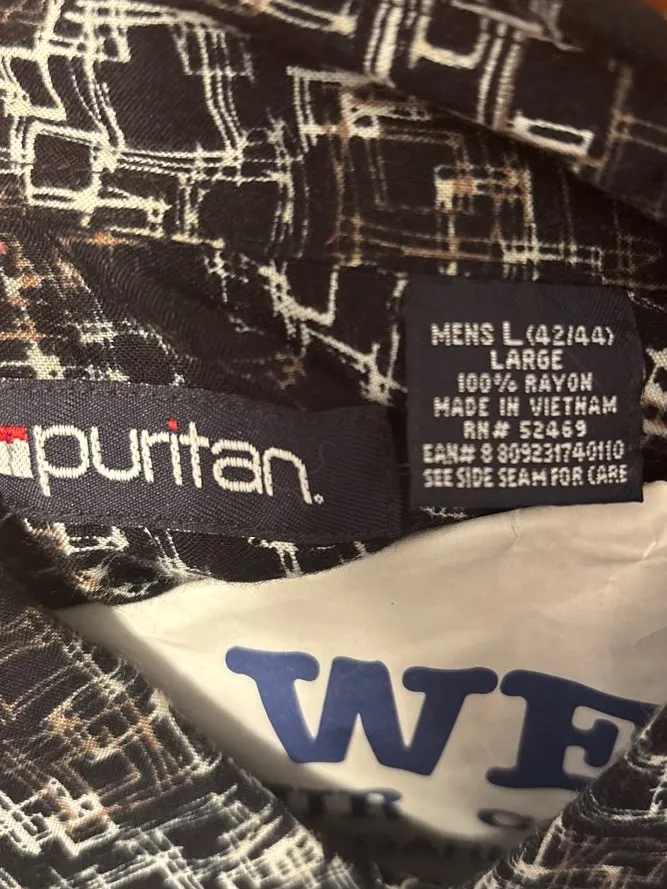 MENS L (42/44)
LARGE
100% RAYON
MADE IN VIETNAM
RN# 52469
EAN# 8 809231740110
SEE SIDE SEAM FOR CARE
puritan.
WE